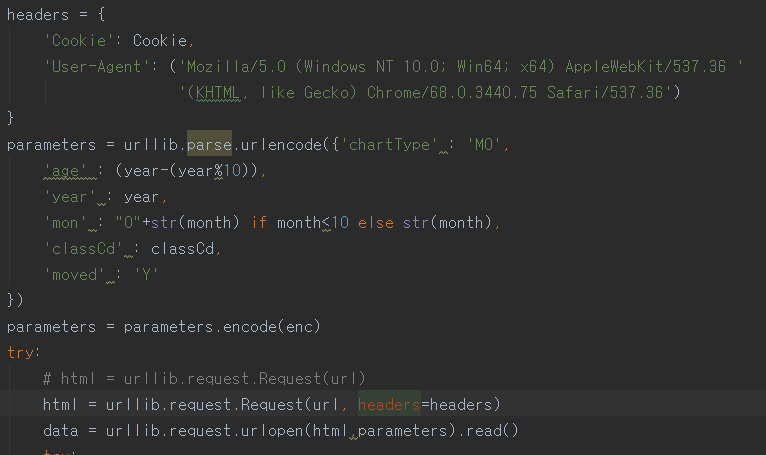 headers = {
    'Cookie': Cookie,
    'User-Agent': ('Mozilla/5.0 (Windows NT 10.0; Win64; x64) AppleWebKit/537.36 '
                   '(KHTML, like Gecko) Chrome/68.0.3440.75 Safari/537.36')
}
parameters = urllib.parse.urlencode({'chartType' : 'MO',
    'age' : (year-(year%10)),
    'year' : year,
    'mon' : "0"+str(month) if month<10 else str(month),
    'classCd' : classCd,
    'moved' : 'Y'
})
parameters = parameters.encode(enc)
try:
    # html = urllib.request.Request(url)
    html = urllib.request.Request(url, headers=headers)
    data = urllib.request.urlopen(html,parameters).read()
    try: